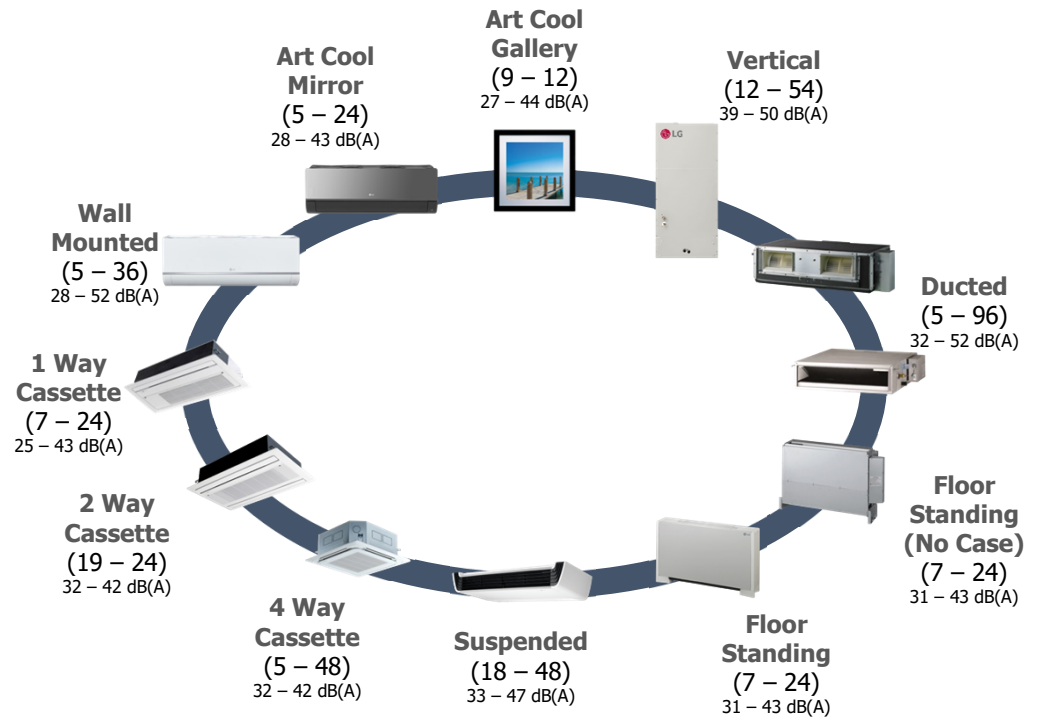 Art Cool
Gallery
(9 – 12)
27 – 44 dB(A)
Vertical
(12 – 54)
39 – 50 dB(A)
LG
Ducted
(5 – 96)
32 – 52 dB(A)
Floor
Standing
(No Case)
(7 – 24)
31 – 43 dB(A)
Floor
Standing
(7 – 24)
31 – 43 dB(A)
Suspended
(18 – 48)
33 – 47 dB(A)
4 Way
Cassette
(5 – 48)
32 – 42 dB(A)
2 Way
Cassette
(19 – 24)
32 – 42 dB(A)
1 Way
Cassette
(7 – 24)
25 – 43 dB(A)
Wall
Mounted
(5 – 36)
28 – 52 dB(A)
Art Cool
Mirror
(5 – 24)
28 – 43 dB(A)